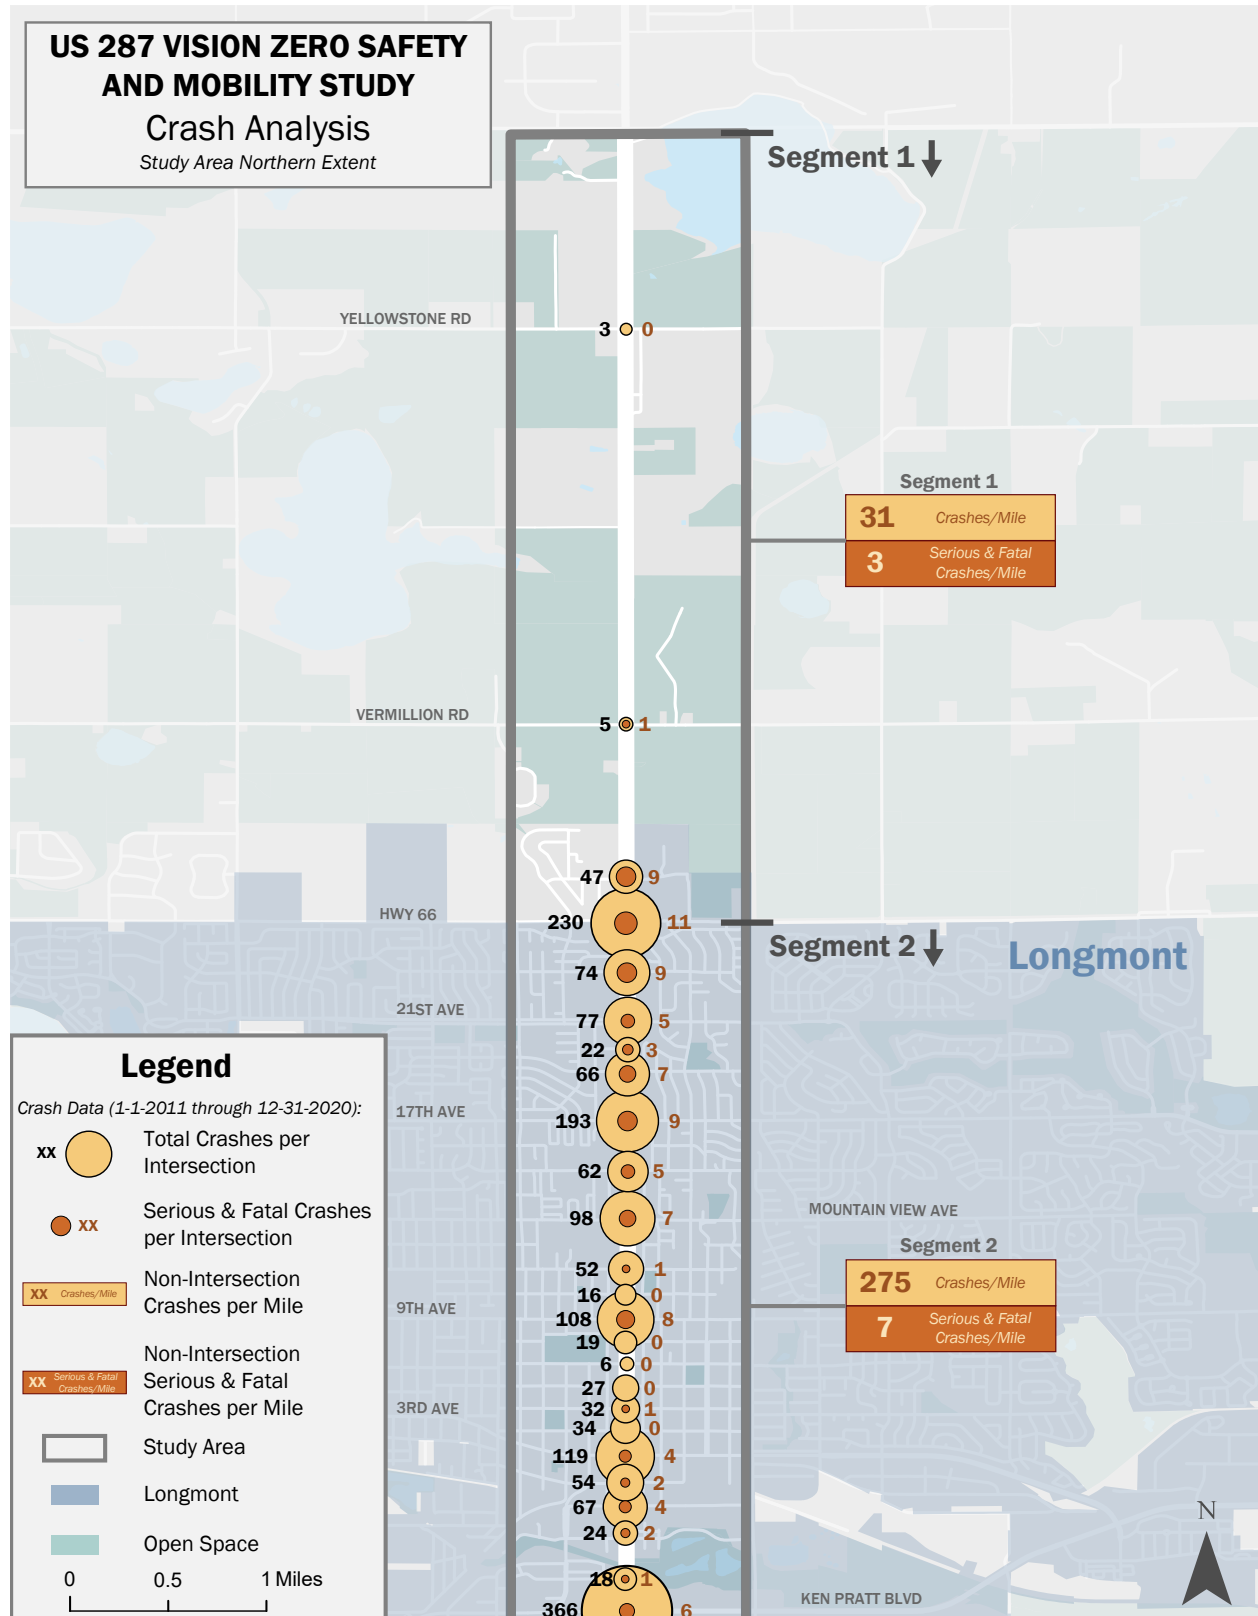 US 287 VISION ZERO SAFETY
AND MOBILITY STUDY
Crash Analysis
Study Area Northern Extent
Segment 1
YELLOWSTONE RD
3 0
Segment 1
31 Crashes/Mile
3 Serious & Fatal
Crashes/Mile
VERMILLION RD
5 1
47 9
HWY 66
230 11
Segment 2
Longmont
74 9
21ST AVE
77 5
22 3
66 7
17TH AVE
193 9
62 5
MOUNTAIN VIEW AVE
98 7
Segment 2
275 Crashes/Mile
7 Serious & Fatal
Crashes/Mile
52 1
16 0
9TH AVE
108 8
19 0
6 0
27 0
3RD AVE
32 1
34 0
119 4
54 2
67 4
24 2
18 1
KEN PRATT BLVD
366 6
Legend
Crash Data (1-1-2011 through 12-31-2020):
xx Total Crashes per
Intersection
xx Serious & Fatal Crashes
per Intersection
xx Crashes/Mile Non-Intersection
Crashes per Mile
xx Serious & Fatal
Crashes/Mile
Non-Intersection
Serious & Fatal
Crashes per Mile
Study Area
Longmont
Open Space
0 0.5 1 Miles
N